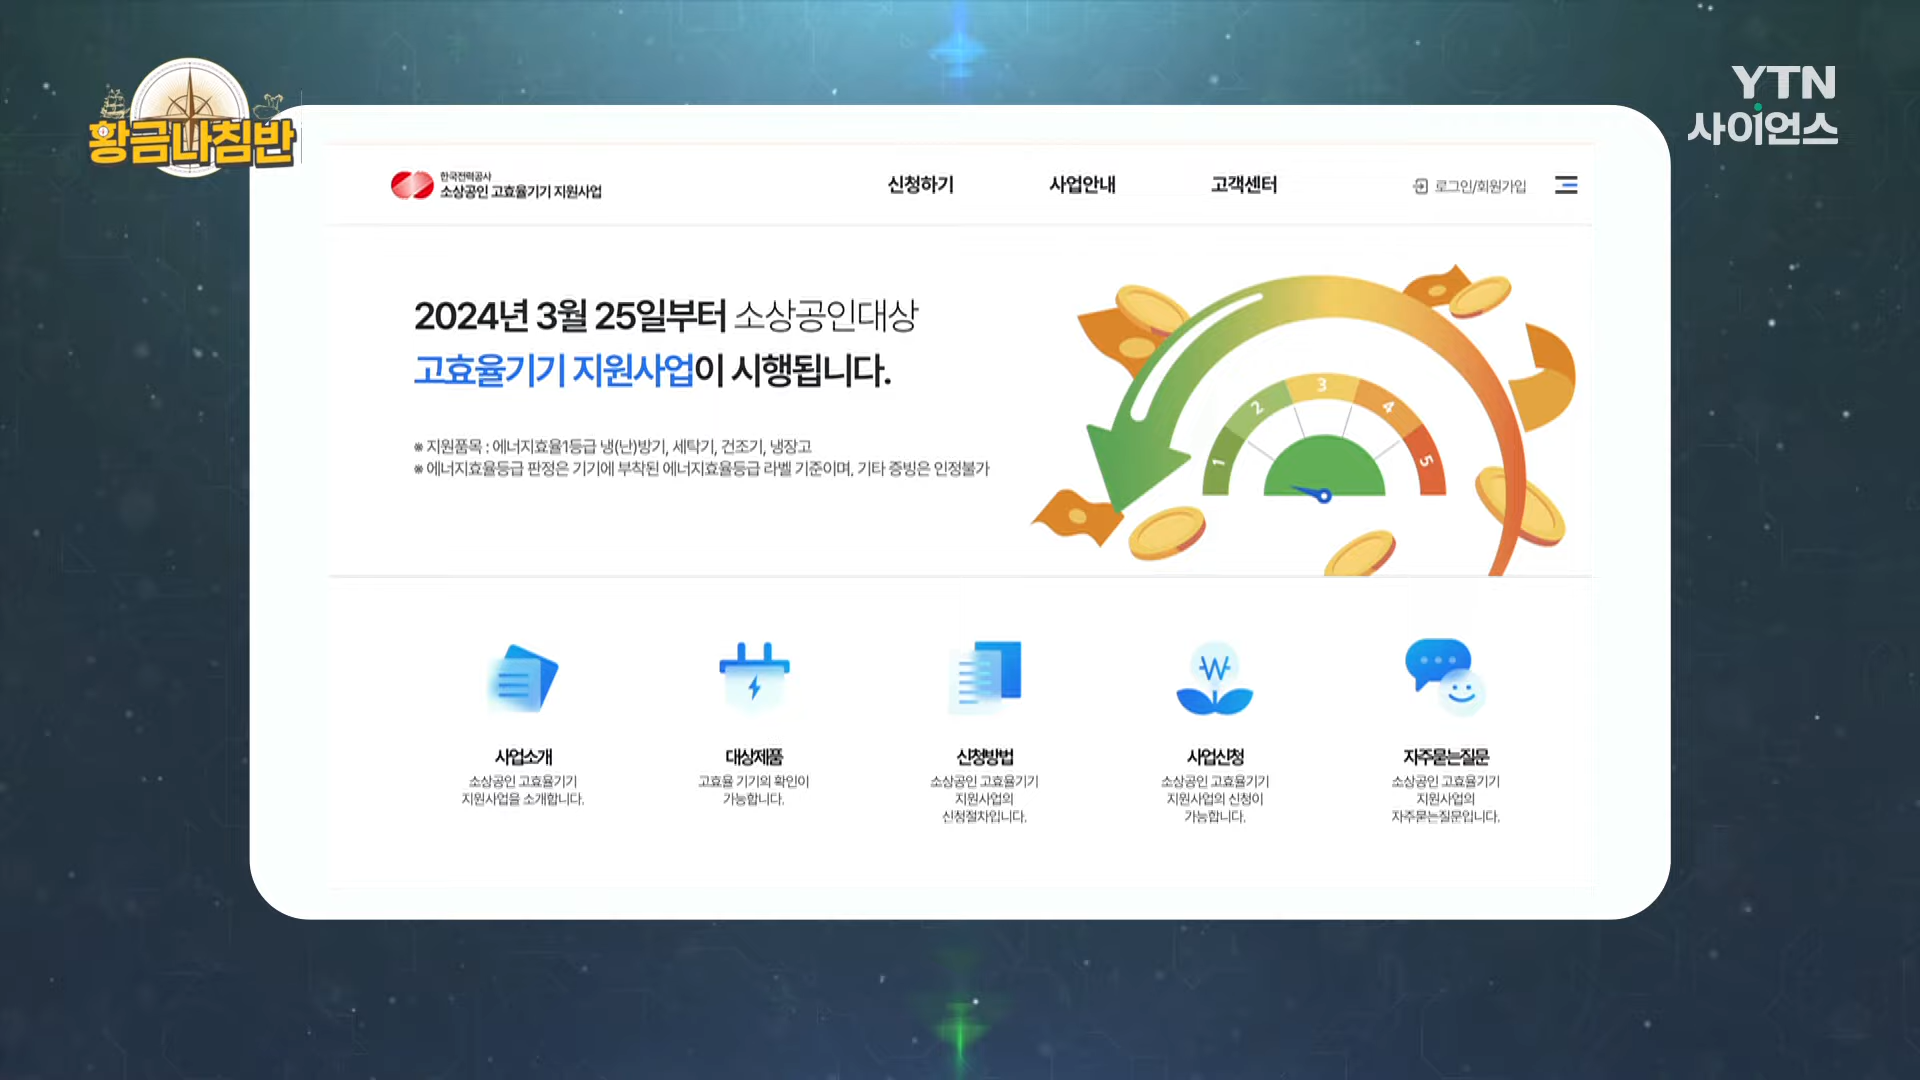 황금나침반
YTN
사이언스
한국전력공사
소상공인 고효율기기 지원사업
신청하기
사업안내
고객센터
로그인/회원가입
2024년 3월 25일부터 소상공인대상
고효율기기 지원사업이 시행됩니다.
※ 지원품목 : 에너지효율1등급 냉(난)방기, 세탁기, 건조기, 냉장고
※ 에너지효율등급 판정은 기기에 부착된 에너지효율등급 라벨 기준이며, 기타 증빙은 인정불가
1
2
3
4
5
사업소개
소상공인 고효율기기
지원사업을 소개합니다.
대상제품
고효율 기기의 확인이
가능합니다.
신청방법
소상공인 고효율기기
지원사업의
신청절차입니다.
₩
사업신청
소상공인 고효율기기
지원사업의 신청이
가능합니다.
자주묻는질문
소상공인 고효율기기
지원사업의
자주묻는질문입니다.